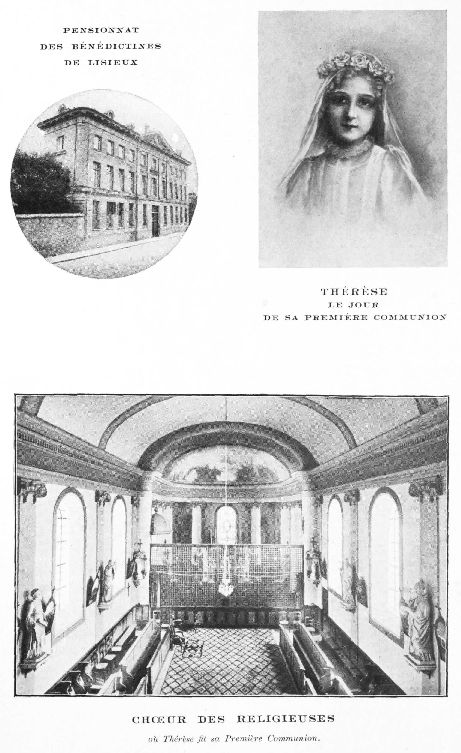 PENSIONNAT
DES BÉNÉDICTINES
DE LISIEUX
THÉRÈSE
LE JOUR
DE SA PREMIÈRE COMMUNION
CHŒUR DES RELIGIEUSES
où Thérèse fit sa Première Communion.